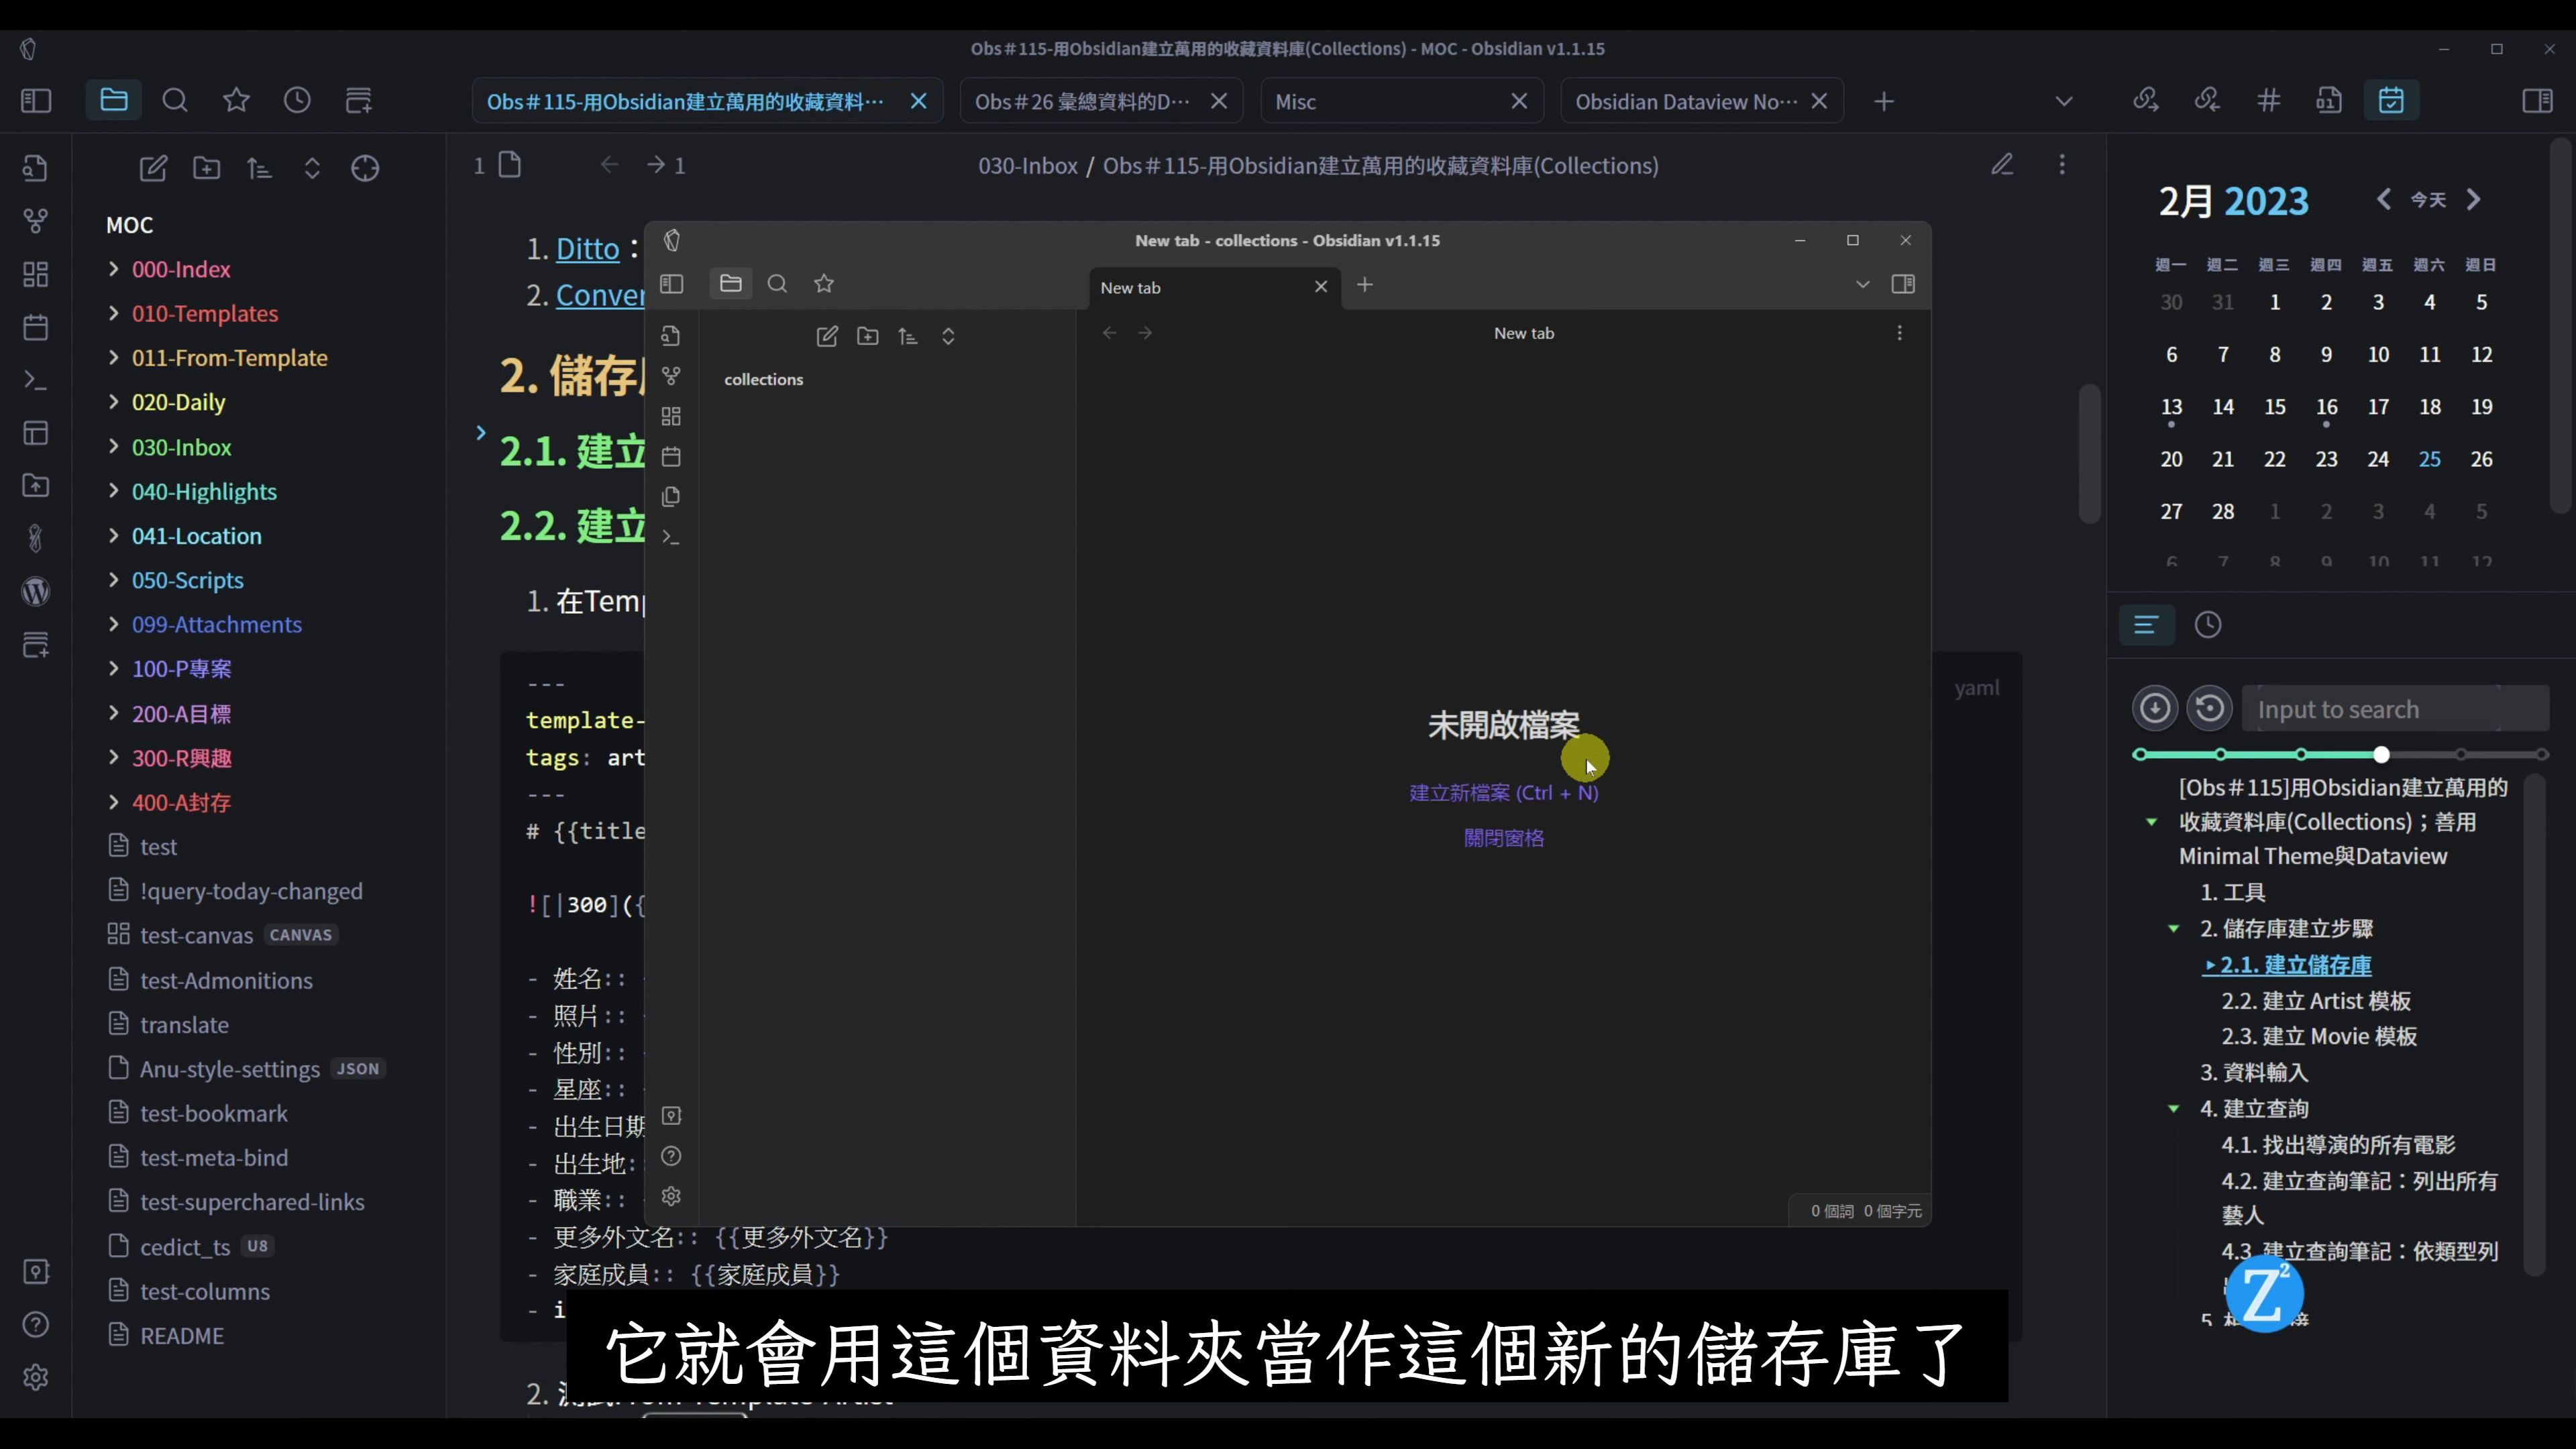 Obs#115-用Obsidian建立萬用的收藏資料庫(Collections) - MOC - Obsidian v1.1.15
Obs#115-用Obsidian建立萬用的收藏資料…
Obs#26 彙總資料的D…
Misc
Obsidian Dataview No…
1
1
030-Inbox / Obs#115-用Obsidian建立萬用的收藏資料庫(Collections)
MOC
000-Index
010-Templates
011-From-Template
020-Daily
030-Inbox
040-Highlights
041-Location
050-Scripts
099-Attachments
100-P專案
200-A目標
300-R興趣
400-A封存
test
!query-today-changed
test-canvas CANVAS
test-Admonitions
translate
Anu-style-settings JSON
test-bookmark
test-meta-bind
test-superchared-links
cedict_ts U8
test-columns
README
1. Ditto：
2. Conver
2. 儲存
2.1. 建立
2.2. 建立
1. 在Temp
yaml
---
template-
tags: art
---
# {{title
![|300]({
- 姓名::
- 照片::
- 性別::
- 星座::
- 出生日期
- 出生地:
- 職業::
- 更多外文名:: {{更多外文名}}
- 家庭成員:: {{家庭成員}}
- i
2.
New tab - collections - Obsidian v1.1.15
New tab
New tab
collections
未開啟檔案
建立新檔案 (Ctrl + N)
關閉窗格
0 個詞 0 個字元
2月 2023
今天
週一 週二 週三 週四 週五 週六 週日
30 31 1 2 3 4 5
6 7 8 9 10 11 12
13 14 15 16 17 18 19
20 21 22 23 24 25 26
27 28 1 2 3 4 5
6 7 8 9 10 11 12
Input to search
[Obs#115]用Obsidian建立萬用的
收藏資料庫(Collections)；善用
Minimal Theme與Dataview
1. 工具
2. 儲存庫建立步驟
2.1. 建立儲存庫
2.2. 建立 Artist 模板
2.3. 建立 Movie 模板
3. 資料輸入
4. 建立查詢
4.1. 找出導演的所有電影
4.2. 建立查詢筆記：列出所有
藝人
4.3. 建立查詢筆記：依類型列
5.
Z²
它就會用這個資料夾當作這個新的儲存庫了